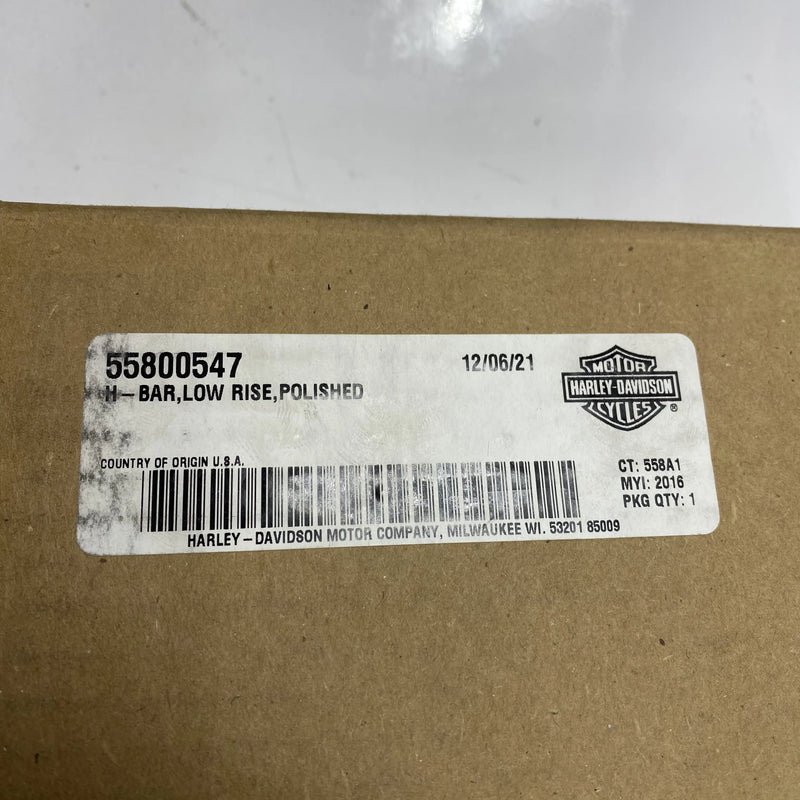 55800547
12/06/21
H-BAR,LOW RISE,POLISHED
MOTOR
HARLEY-DAVIDSON
CYCLES®
COUNTRY OF ORIGIN U.S.A.
CT: 558A1
MYI: 2016
PKG QTY: 1
HARLEY-DAVIDSON MOTOR COMPANY, MILWAUKEE WI. 53201 85009